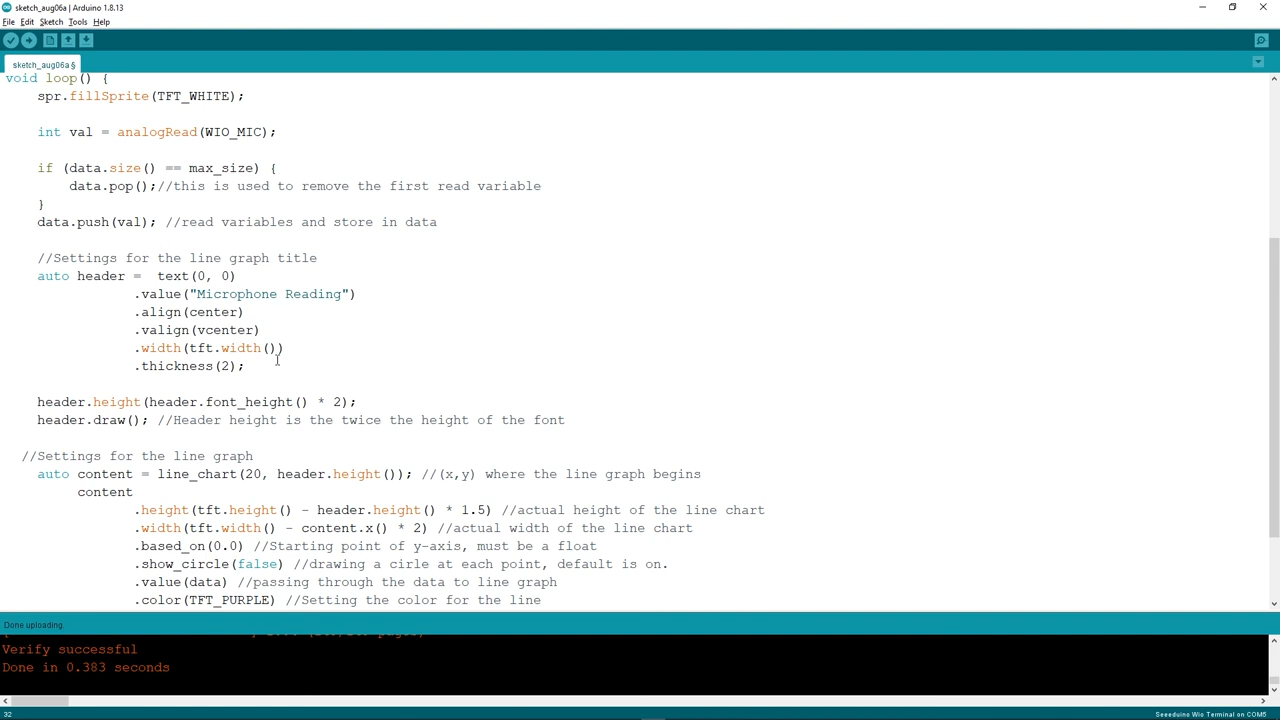 sketch_aug06a | Arduino 1.8.13
File Edit Sketch Tools Help
sketch_aug06a §
void loop() {
spr.fillSprite(TFT_WHITE);
int val = analogRead(WIO_MIC);
if (data.size() == max_size) {
data.pop();//this is used to remove the first read variable
}
data.push(val); //read variables and store in data
//Settings for the line graph title
auto header =  text(0, 0)
.value("Microphone Reading")
.align(center)
.valign(vcenter)
.width(tft.width())
.thickness(2);
header.height(header.font_height() * 2);
header.draw(); //Header height is the twice the height of the font
//Settings for the line graph
auto content = line_chart(20, header.height()); //(x,y) where the line graph begins
content
.height(tft.height() - header.height() * 1.5) //actual height of the line chart
.width(tft.width() - content.x() * 2) //actual width of the line chart
.based_on(0.0) //Starting point of y-axis, must be a float
.show_circle(false) //drawing a cirle at each point, default is on.
.value(data) //passing through the data to line graph
.color(TFT_PURPLE) //Setting the color for the line
Done uploading.
Verify successful
Done in 0.383 seconds
32
Seeeduino Wio Terminal on COM5